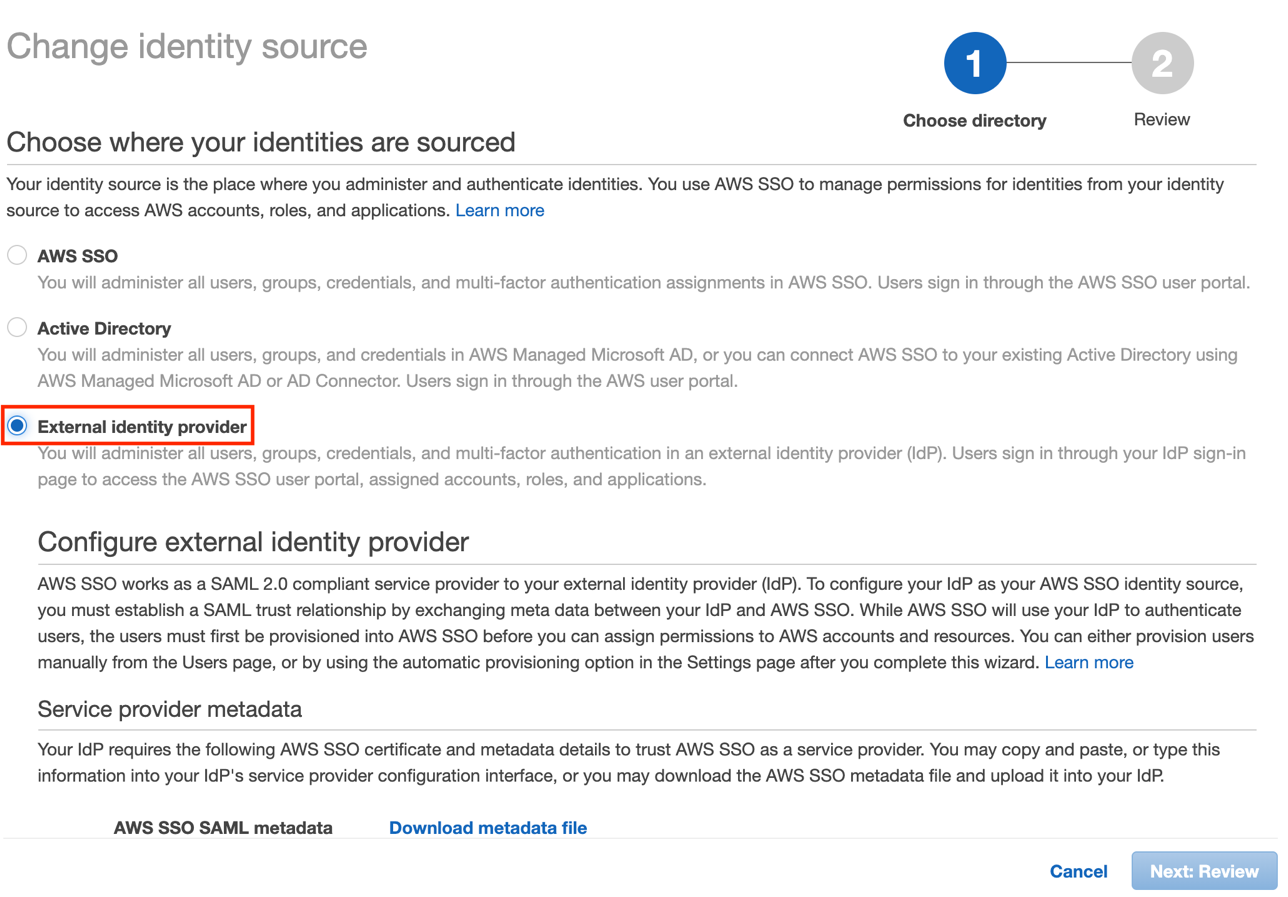 Change identity source
1
2
Choose directory
Review
Choose where your identities are sourced
Your identity source is the place where you administer and authenticate identities. You use AWS SSO to manage permissions for identities from your identity
source to access AWS accounts, roles, and applications. Learn more
AWS SSO
You will administer all users, groups, credentials, and multi-factor authentication assignments in AWS SSO. Users sign in through the AWS SSO user portal.
Active Directory
You will administer all users, groups, and credentials in AWS Managed Microsoft AD, or you can connect AWS SSO to your existing Active Directory using
AWS Managed Microsoft AD or AD Connector. Users sign in through the AWS user portal.
External identity provider
You will administer all users, groups, credentials, and multi-factor authentication in an external identity provider (IdP). Users sign in through your IdP sign-in
page to access the AWS SSO user portal, assigned accounts, roles, and applications.
Configure external identity provider
AWS SSO works as a SAML 2.0 compliant service provider to your external identity provider (IdP). To configure your IdP as your AWS SSO identity source,
you must establish a SAML trust relationship by exchanging meta data between your IdP and AWS SSO. While AWS SSO will use your IdP to authenticate
users, the users must first be provisioned into AWS SSO before you can assign permissions to AWS accounts and resources. You can either provision users
manually from the Users page, or by using the automatic provisioning option in the Settings page after you complete this wizard. Learn more
Service provider metadata
Your IdP requires the following AWS SSO certificate and metadata details to trust AWS SSO as a service provider. You may copy and paste, or type this
information into your IdP's service provider configuration interface, or you may download the AWS SSO metadata file and upload it into your IdP.
AWS SSO SAML metadata Download metadata file
Cancel Next: Review